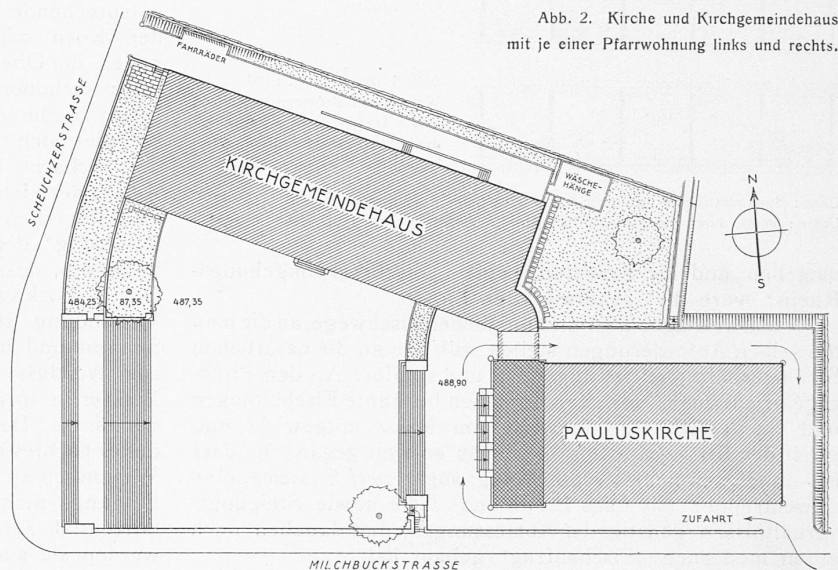 Abb. 2. Kirche und Kirchgemeindehaus
mit je einer Pfarrwohnung links und rechts.
FAHRRÄDER
SCHEUCHZERSTRASSE
KIRCHGEMEINDEHAUS
WÄSCHE-
HÄNGE
N
S
484,25 87,35 487,35
488,90
PAULUSKIRCHE
ZUFAHRT
MILCHBUCKSTRASSE